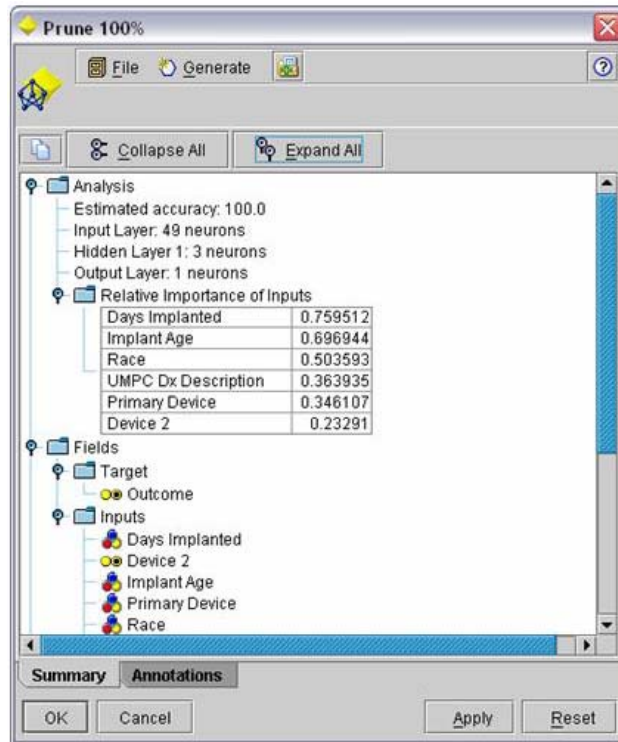 Prune 100%
File Generate
Collapse All Expand All
Analysis
Estimated accuracy: 100.0
Input Layer: 49 neurons
Hidden Layer 1: 3 neurons
Output Layer: 1 neurons
Relative Importance of Inputs
Days Implanted 0.759512
Implant Age 0.696944
Race 0.503593
UMPC Dx Description 0.363935
Primary Device 0.346107
Device 2 0.23291
Fields
Target
Outcome
Inputs
Days Implanted
Device 2
Implant Age
Primary Device
Race
Summary Annotations
OK Cancel Apply Reset